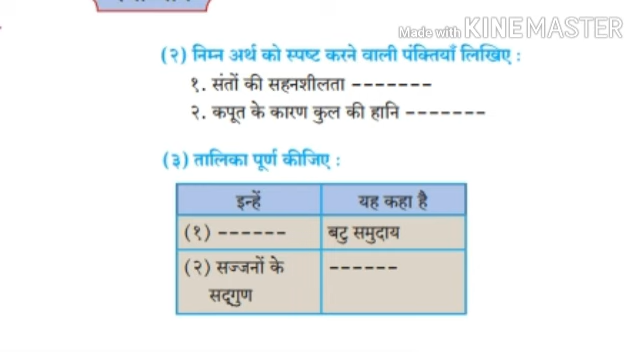 Made with KINEMASTER
(२) निम्न अर्थ को स्पष्ट करने वाली पंक्तियाँ लिखिए :
१. संतों की सहनशीलता -------
२. कपूत के कारण कुल की हानि -------
(३) तालिका पूर्ण कीजिए :
इन्हें यह कहा है
(१) ------ बटु समुदाय
(२) सज्जनों के ------
सद्गुण